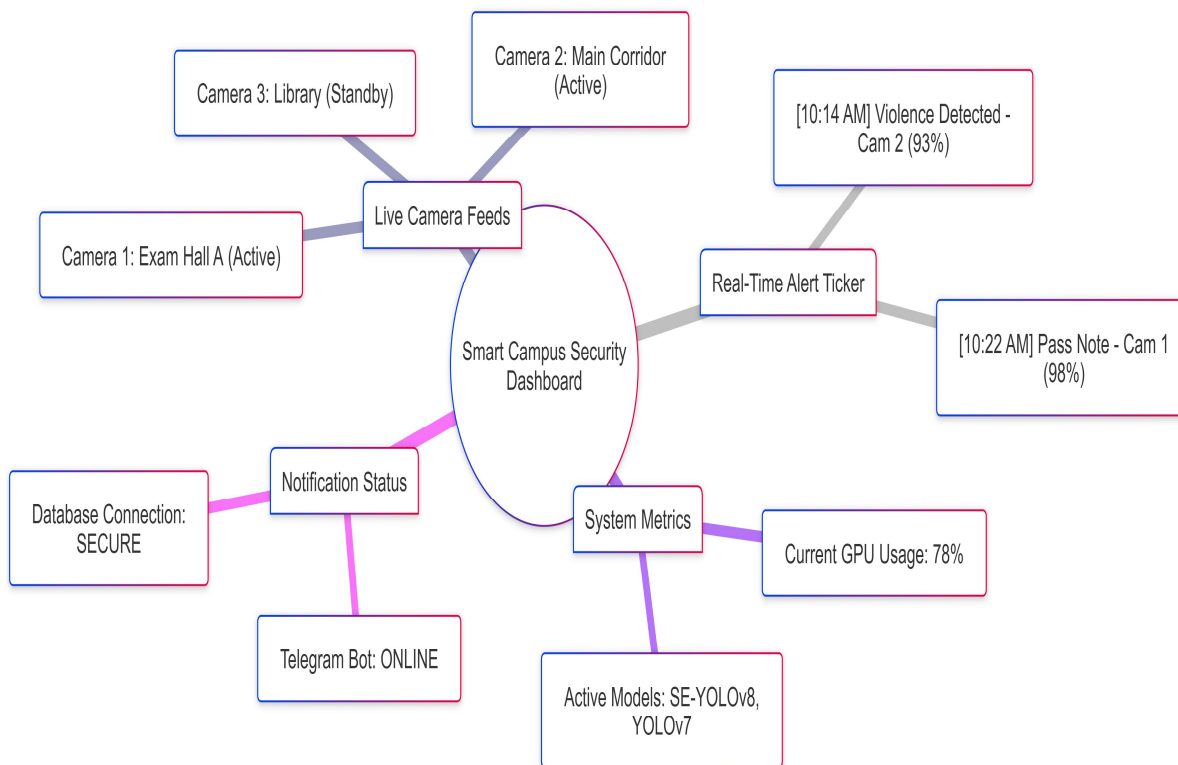 Camera 2: Main Corridor
(Active)
Camera 3: Library (Standby)
[10:14 AM] Violence Detected -
Cam 2 (93%)
Live Camera Feeds
Camera 1: Exam Hall A (Active)
Real-Time Alert Ticker
[10:22 AM] Pass Note - Cam 1
(98%)
Smart Campus Security
Dashboard
Notification Status
Database Connection:
SECURE
System Metrics
Current GPU Usage: 78%
Telegram Bot: ONLINE
Active Models: SE-YOLOv8,
YOLOv7